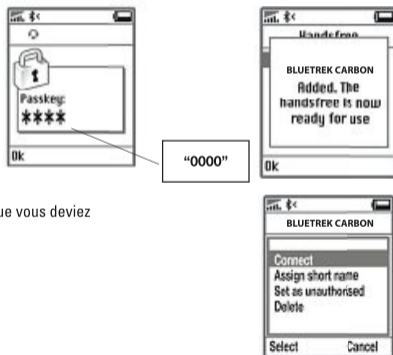 Passkey:
****
Ok
"0000"
Handsfree
BLUETREK CARBON
Added. The
handsfree is now
ready for use
Ok
ue vous deviez
BLUETREK CARBON
Connect
Assign short name
Set as unauthorised
Delete
Select Cancel